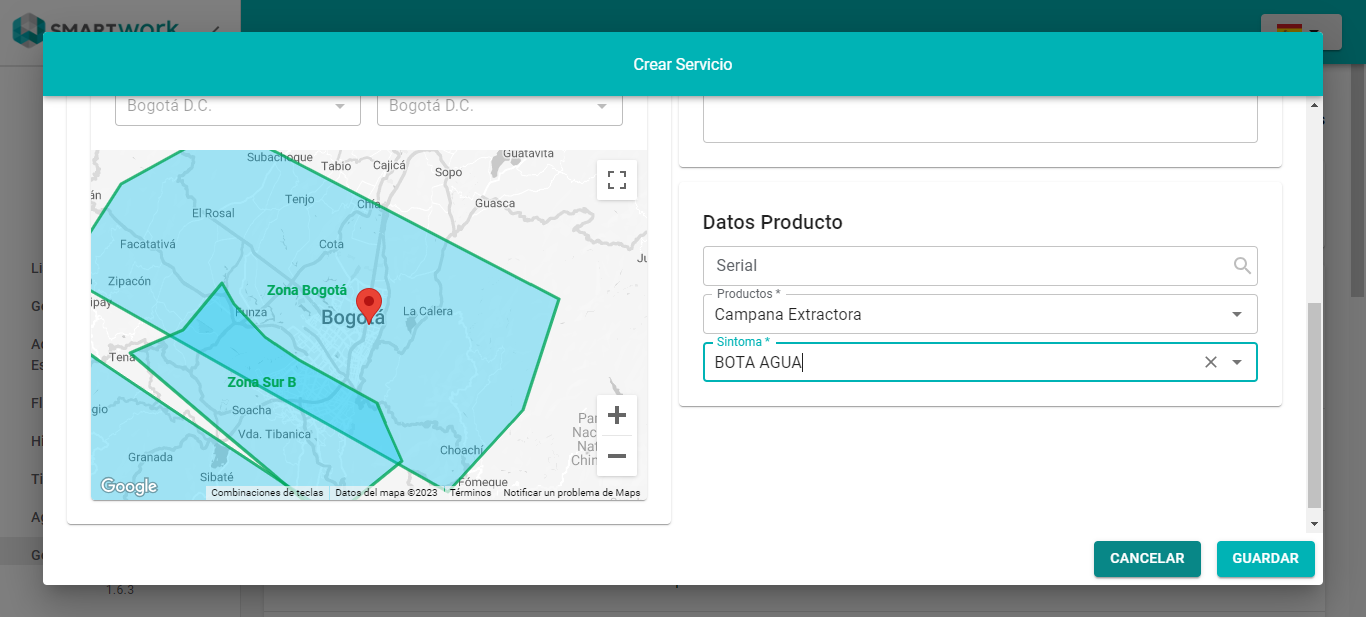 SMARTwork
Crear Servicio
Bogotá D.C.
Bogotá D.C.
Subachoque
Tabio
Cajicá
Sopo
Guatavita
Tenjo
Chía
Guasca
El Rosal
Facatativá
Cota
Zipacón
Zona Bogotá
Funza
Bogotá
La Calera
Tena
Zona Sur B
Soacha
Vda. Tibanica
Granada
Sibaté
Choachí
Fómeque
Google
Combinaciones de teclas
Datos del mapa ©2023
Términos
Notificar un problema de Maps
Datos Producto
Serial
Productos *
Campana Extractora
Sintoma *
BOTA AGUA
CANCELAR
GUARDAR
1.6.3